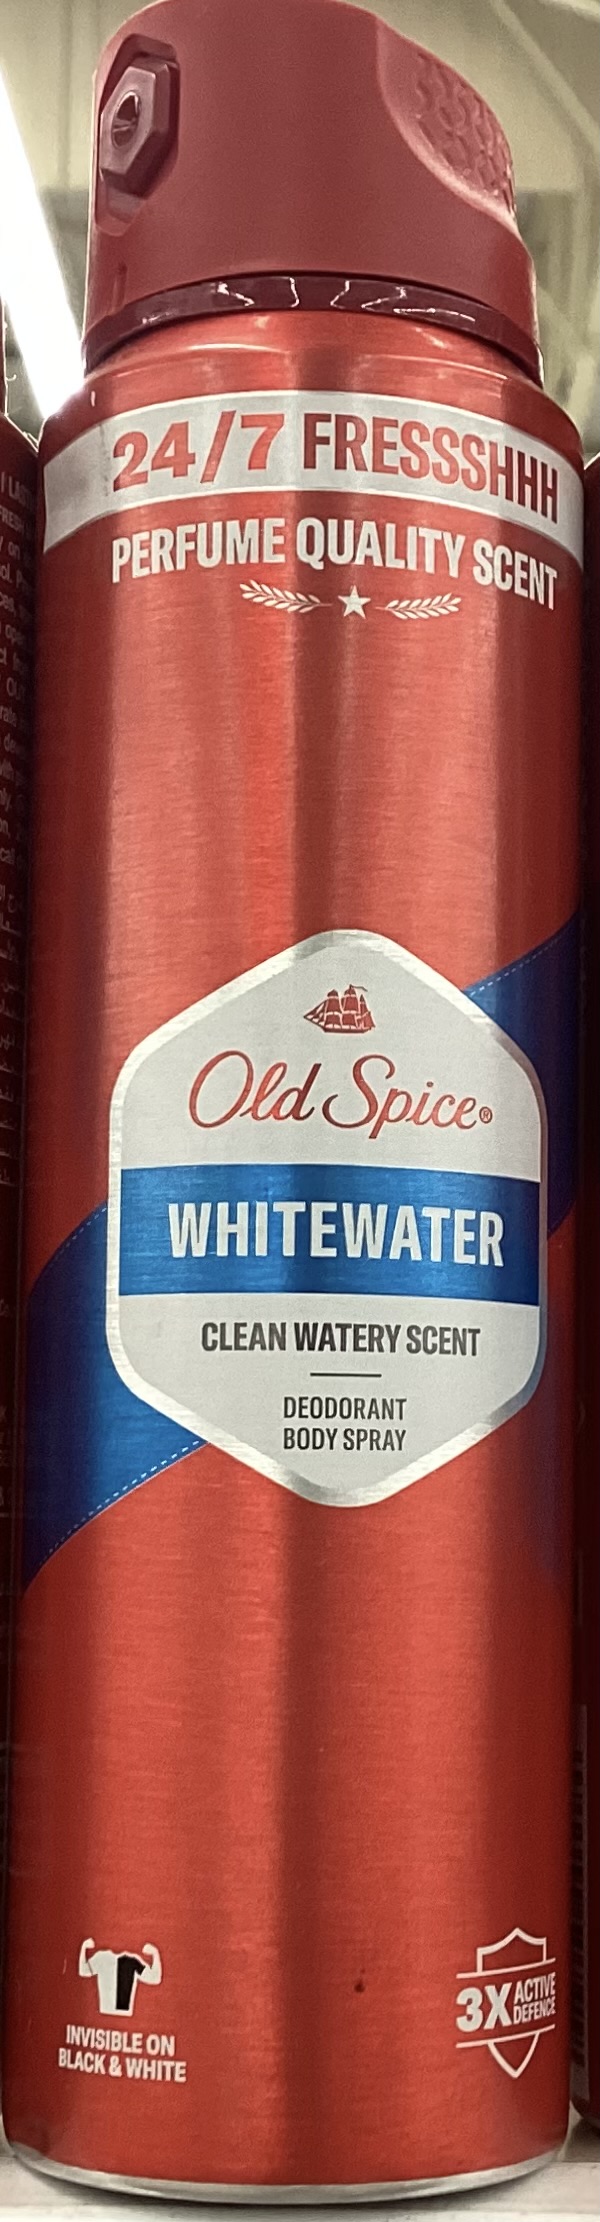 24/7 FRESSSHHH
PERFUME QUALITY SCENT
Old Spice®
WHITEWATER
CLEAN WATERY SCENT
DEODORANT
BODY SPRAY
INVISIBLE ON
BLACK & WHITE
3X ACTIVE
DEFENCE